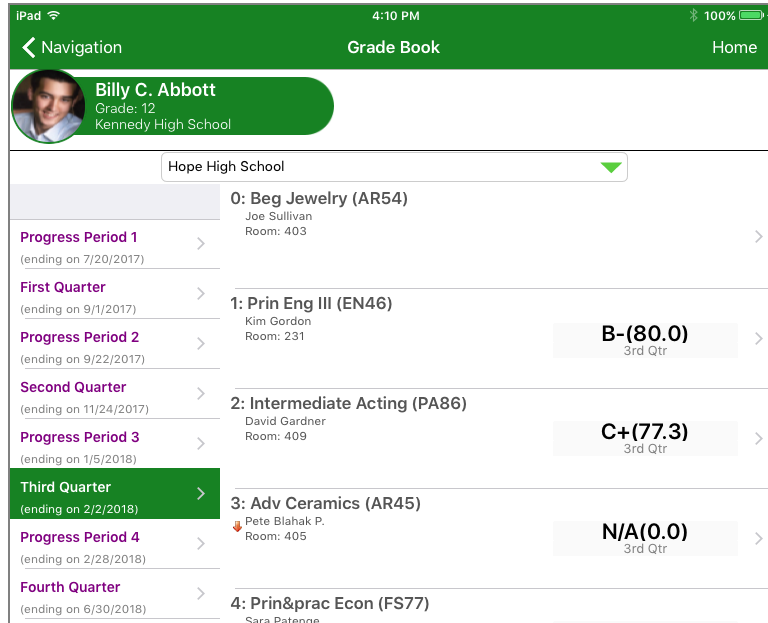 iPad 4:10 PM 100%
Navigation Grade Book Home
Billy C. Abbott
Grade: 12
Kennedy High School
Hope High School
Progress Period 1
(ending on 7/20/2017)
First Quarter
(ending on 9/1/2017)
Progress Period 2
(ending on 9/22/2017)
Second Quarter
(ending on 11/24/2017)
Progress Period 3
(ending on 1/5/2018)
Third Quarter
(ending on 2/2/2018)
Progress Period 4
(ending on 2/28/2018)
Fourth Quarter
(ending on 6/30/2018)
0: Beg Jewelry (AR54)
Joe Sullivan
Room: 403
1: Prin Eng III (EN46)
Kim Gordon
Room: 231
B-(80.0)
3rd Qtr
2: Intermediate Acting (PA86)
David Gardner
Room: 409
C+(77.3)
3rd Qtr
3: Adv Ceramics (AR45)
Pete Blahak P.
Room: 405
N/A(0.0)
3rd Qtr
4: Prin&prac Econ (FS77)
Sara Patenge